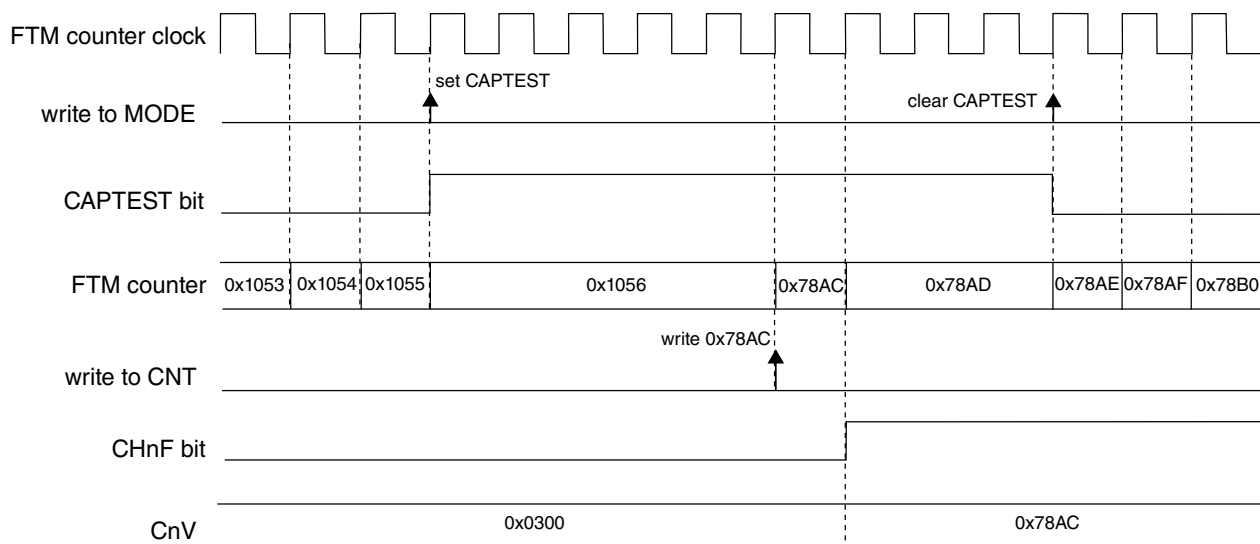 FTM counter clock
set CAPTEST
write to MODE
clear CAPTEST
CAPTEST bit
FTM counter 0x1053 0x1054 0x1055 0x1056 0x78AC 0x78AD 0x78AE 0x78AF 0x78B0
write 0x78AC
write to CNT
CHnF bit
CnV 0x0300 0x78AC